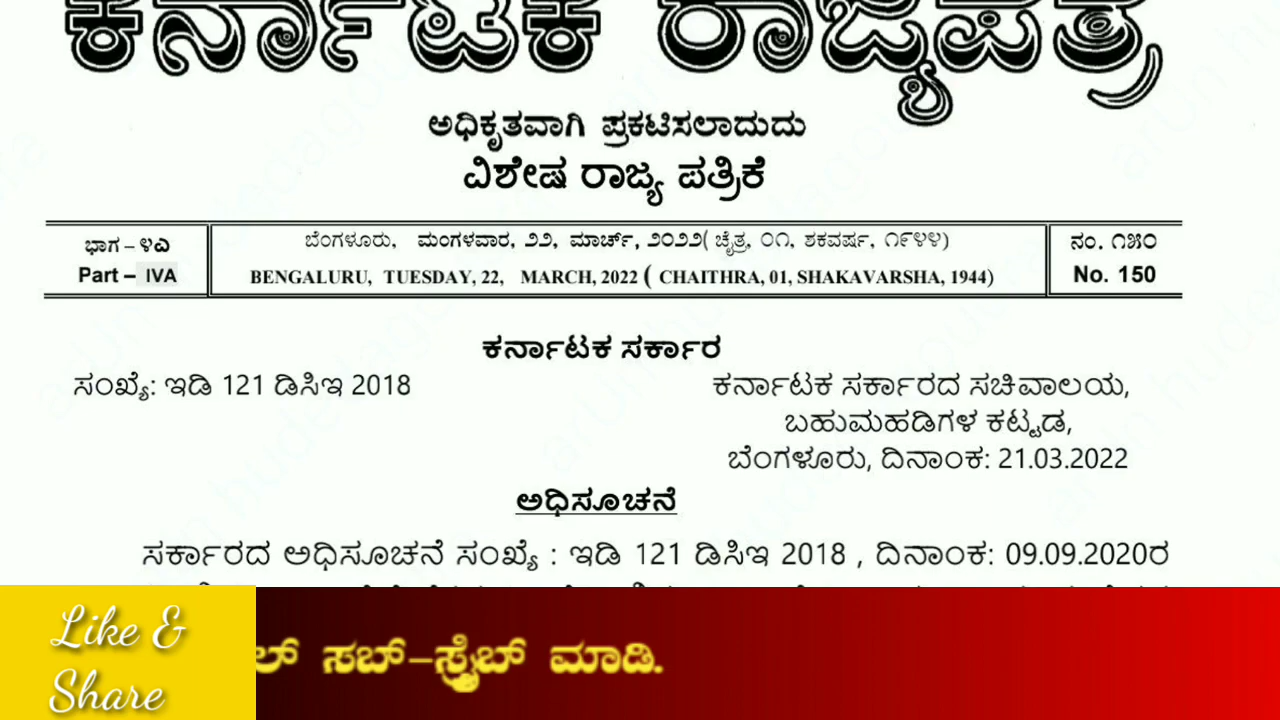 ಕರ್ನಾಟಕ ರಾಜ್ಯಪತ್ರ
ಅಧಿಕೃತವಾಗಿ ಪ್ರಕಟಿಸಲಾದುದು
ವಿಶೇಷ ರಾಜ್ಯ ಪತ್ರಿಕೆ
ಭಾಗ – ೪ಎ
Part – IVA
ಬೆಂಗಳೂರು, ಮಂಗಳವಾರ, ೨೨, ಮಾರ್ಚ್, ೨೦೨೨( ಚೈತ್ರ, ೦೧, ಶಕವರ್ಷ, ೧೯೪೪)
BENGALURU, TUESDAY, 22, MARCH, 2022 ( CHAITHRA, 01, SHAKAVARSHA, 1944)
ನಂ. ೧೫೦
No. 150
ಕರ್ನಾಟಕ ಸರ್ಕಾರ
ಸಂಖ್ಯೆ: ಇಡಿ 121 ಡಿಸಿಇ 2018
ಕರ್ನಾಟಕ ಸರ್ಕಾರದ ಸಚಿವಾಲಯ,
ಬಹುಮಹಡಿಗಳ ಕಟ್ಟಡ,
ಬೆಂಗಳೂರು, ದಿನಾಂಕ: 21.03.2022
ಅಧಿಸೂಚನೆ
ಸರ್ಕಾರದ ಅಧಿಸೂಚನೆ ಸಂಖ್ಯೆ : ಇಡಿ 121 ಡಿಸಿಇ 2018 , ದಿನಾಂಕ: 09.09.2020ರ
Like &
Share
ಲ್ ಸಬ್-ಸ್ಕ್ರೈಬ್ ಮಾಡಿ.